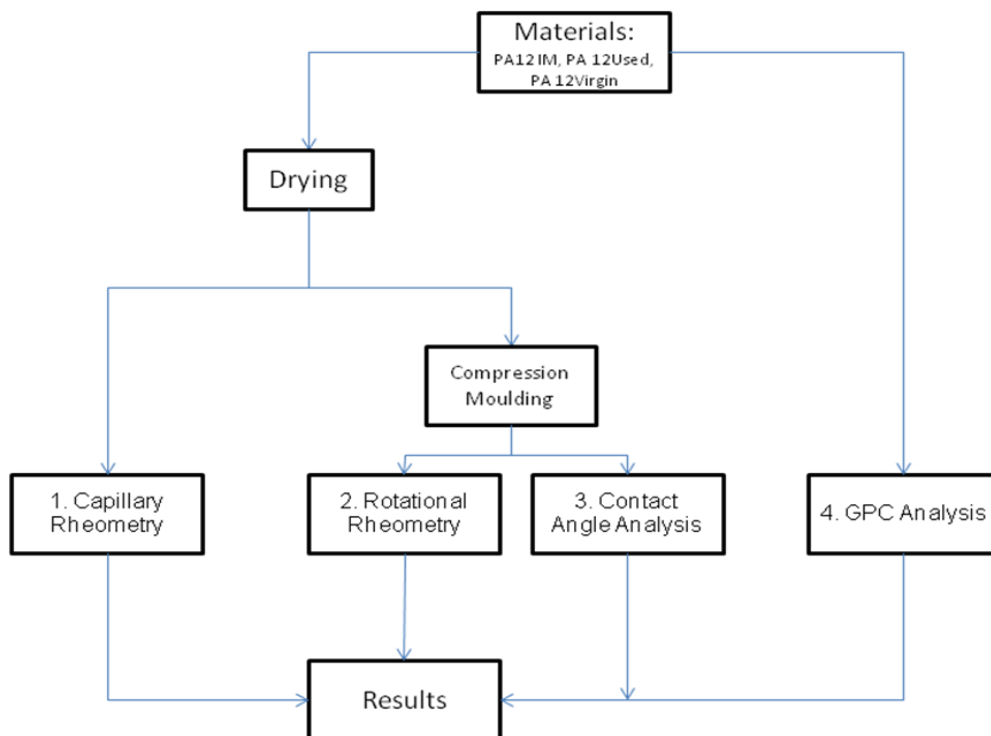 Materials:
PA12 IM, PA 12Used,
PA 12Virgin
Drying
Compression
Moulding
1. Capillary
Rheometry
2. Rotational
Rheometry
3. Contact
Angle Analysis
4. GPC Analysis
Results